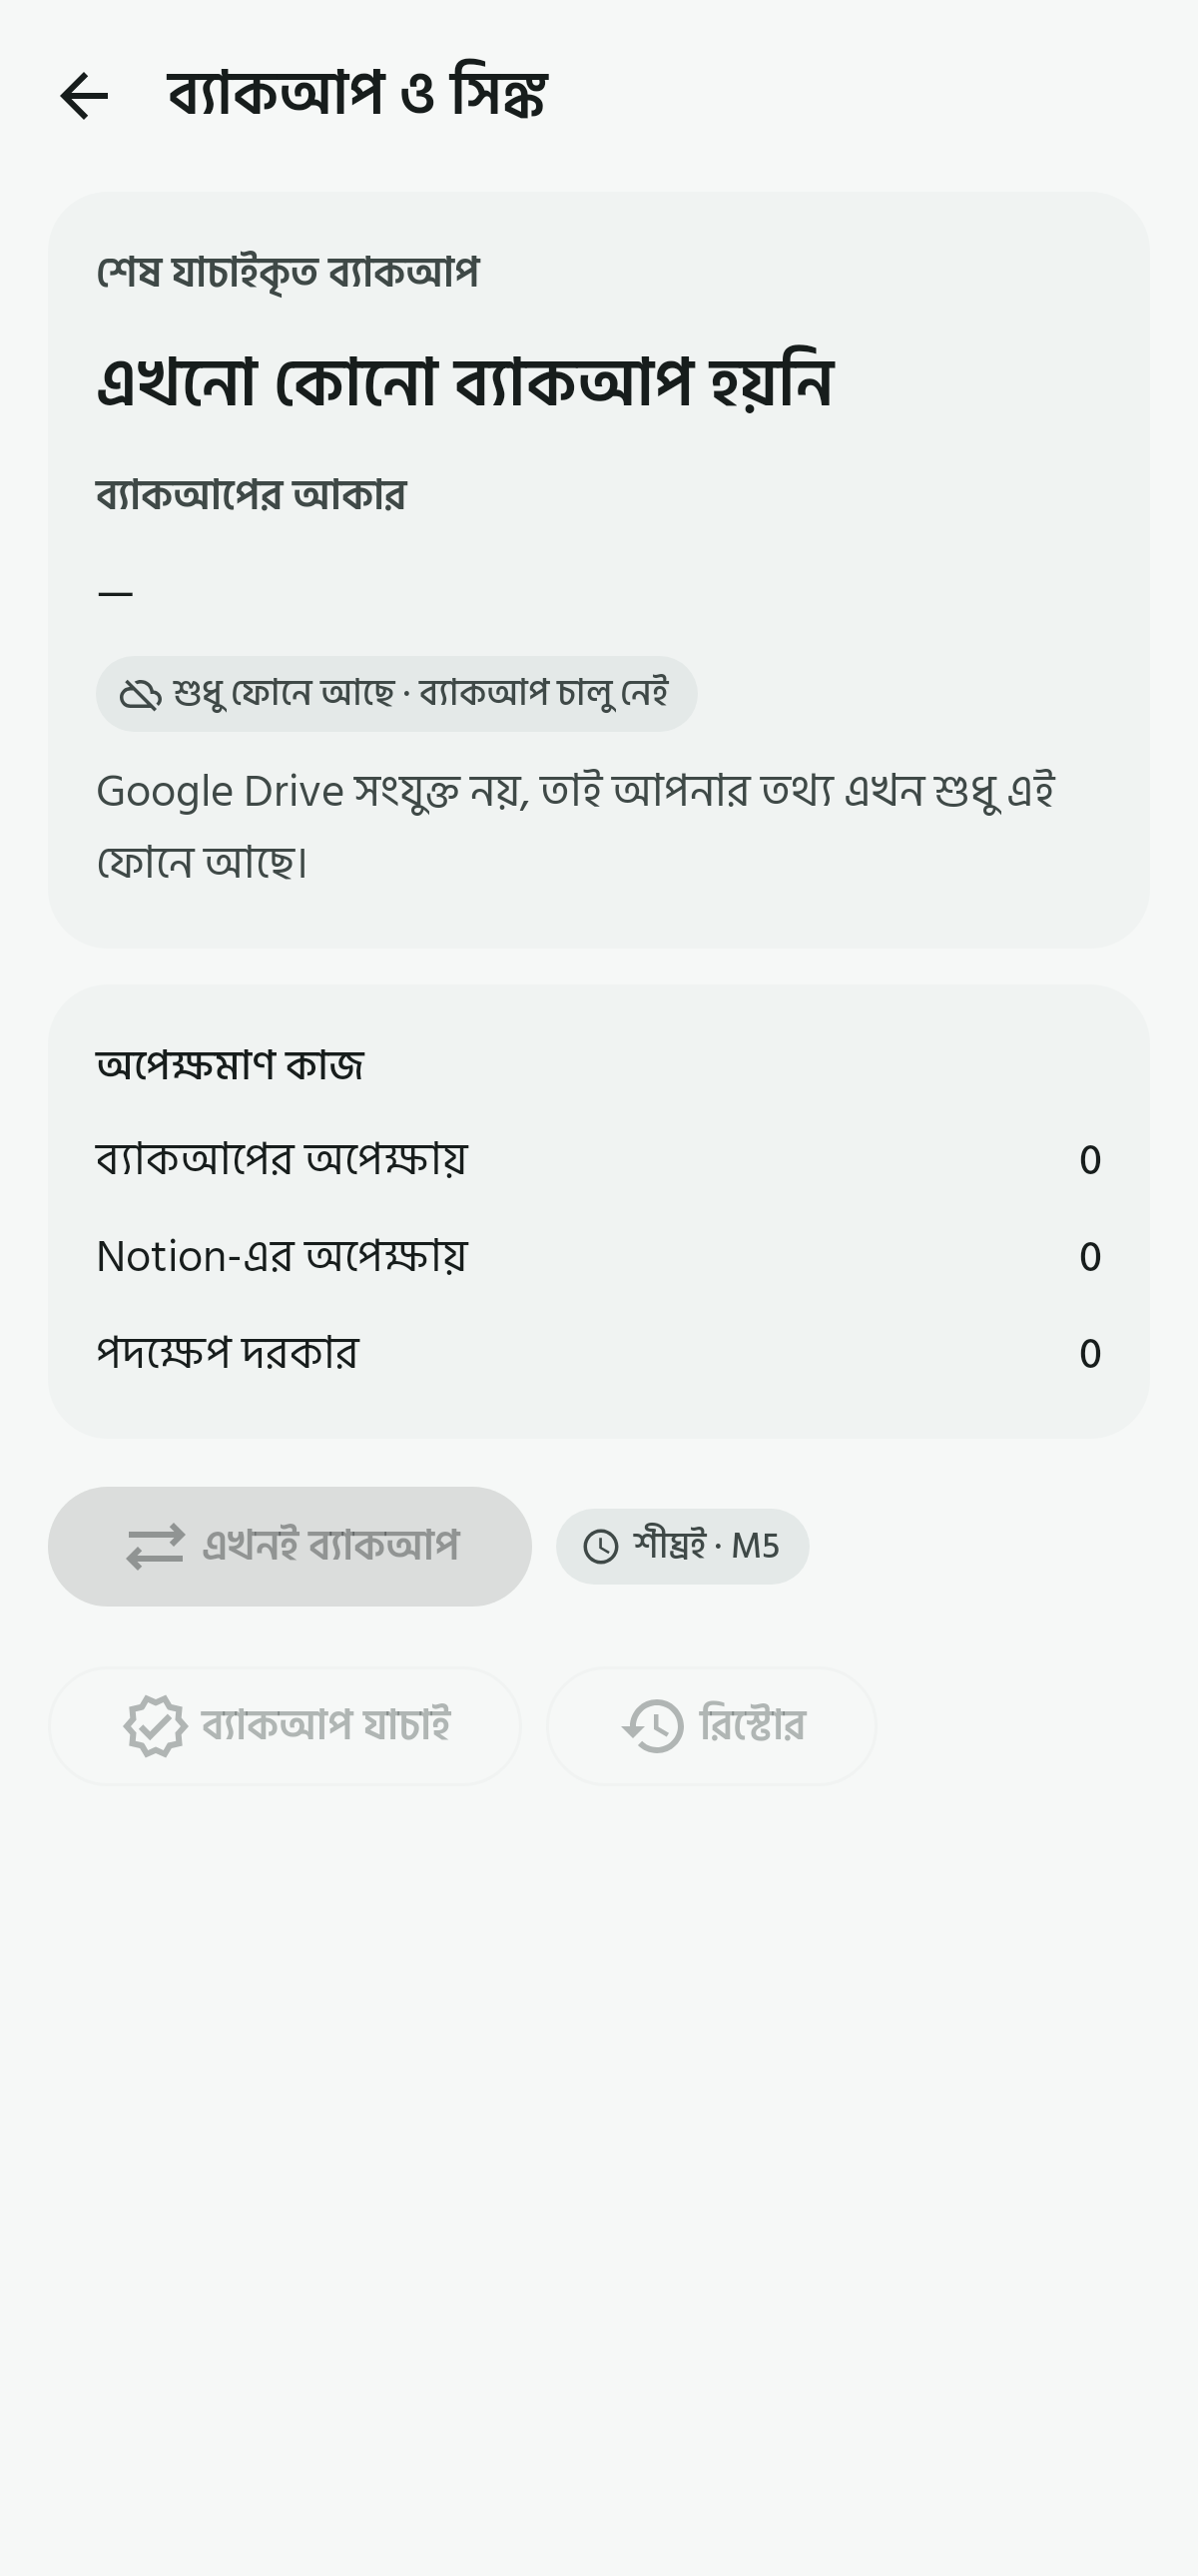 ব্যাকআপ ও সিঙ্ক
শেষ যাচাইকৃত ব্যাকআপ
এখনো কোনো ব্যাকআপ হয়নি
ব্যাকআপের আকার
—
শুধু ফোনে আছে · ব্যাকআপ চালু নেই
Google Drive সংযুক্ত নয়, তাই আপনার তথ্য এখন শুধু এই
ফোনে আছে।
অপেক্ষমাণ কাজ
ব্যাকআপের অপেক্ষায় 0
Notion-এর অপেক্ষায় 0
পদক্ষেপ দরকার 0
এখনই ব্যাকআপ শীঘ্রই · M5
ব্যাকআপ যাচাই রিস্টোর